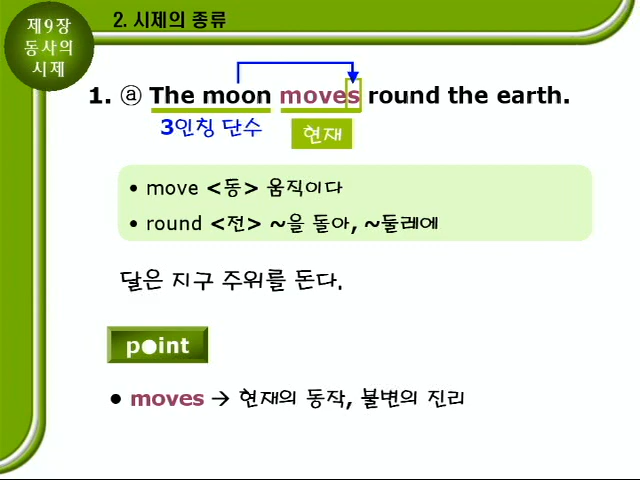 제9장
동사의
시제
2. 시제의 종류
1. ⓐ The moon moves round the earth.
3인칭 단수
현재
• move <동> 움직이다
• round <전> ~을 돌아, ~둘레에
달은 지구 주위를 돈다.
point
• moves → 현재의 동작, 불변의 진리